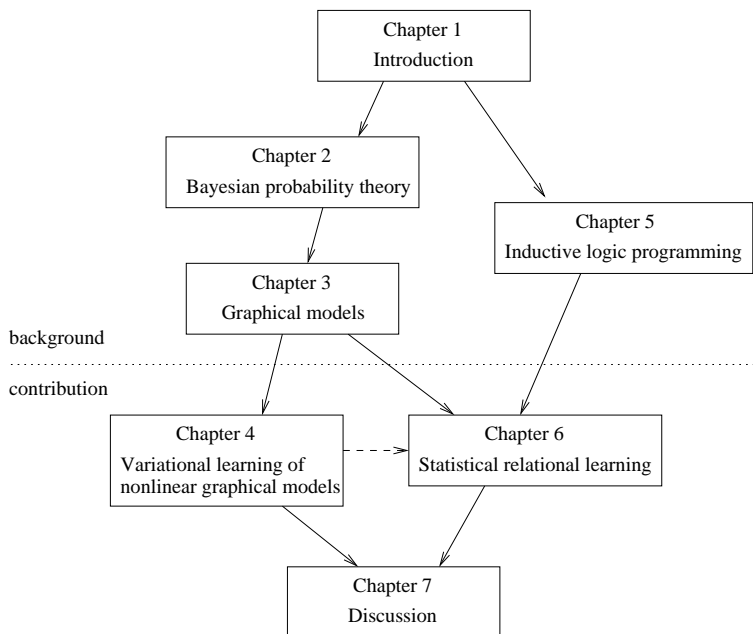 Chapter 1
Introduction
Chapter 2
Bayesian probability theory
Chapter 5
Inductive logic programming
Chapter 3
Graphical models
background
contribution
Chapter 4
Variational learning of
nonlinear graphical models
Chapter 6
Statistical relational learning
Chapter 7
Discussion